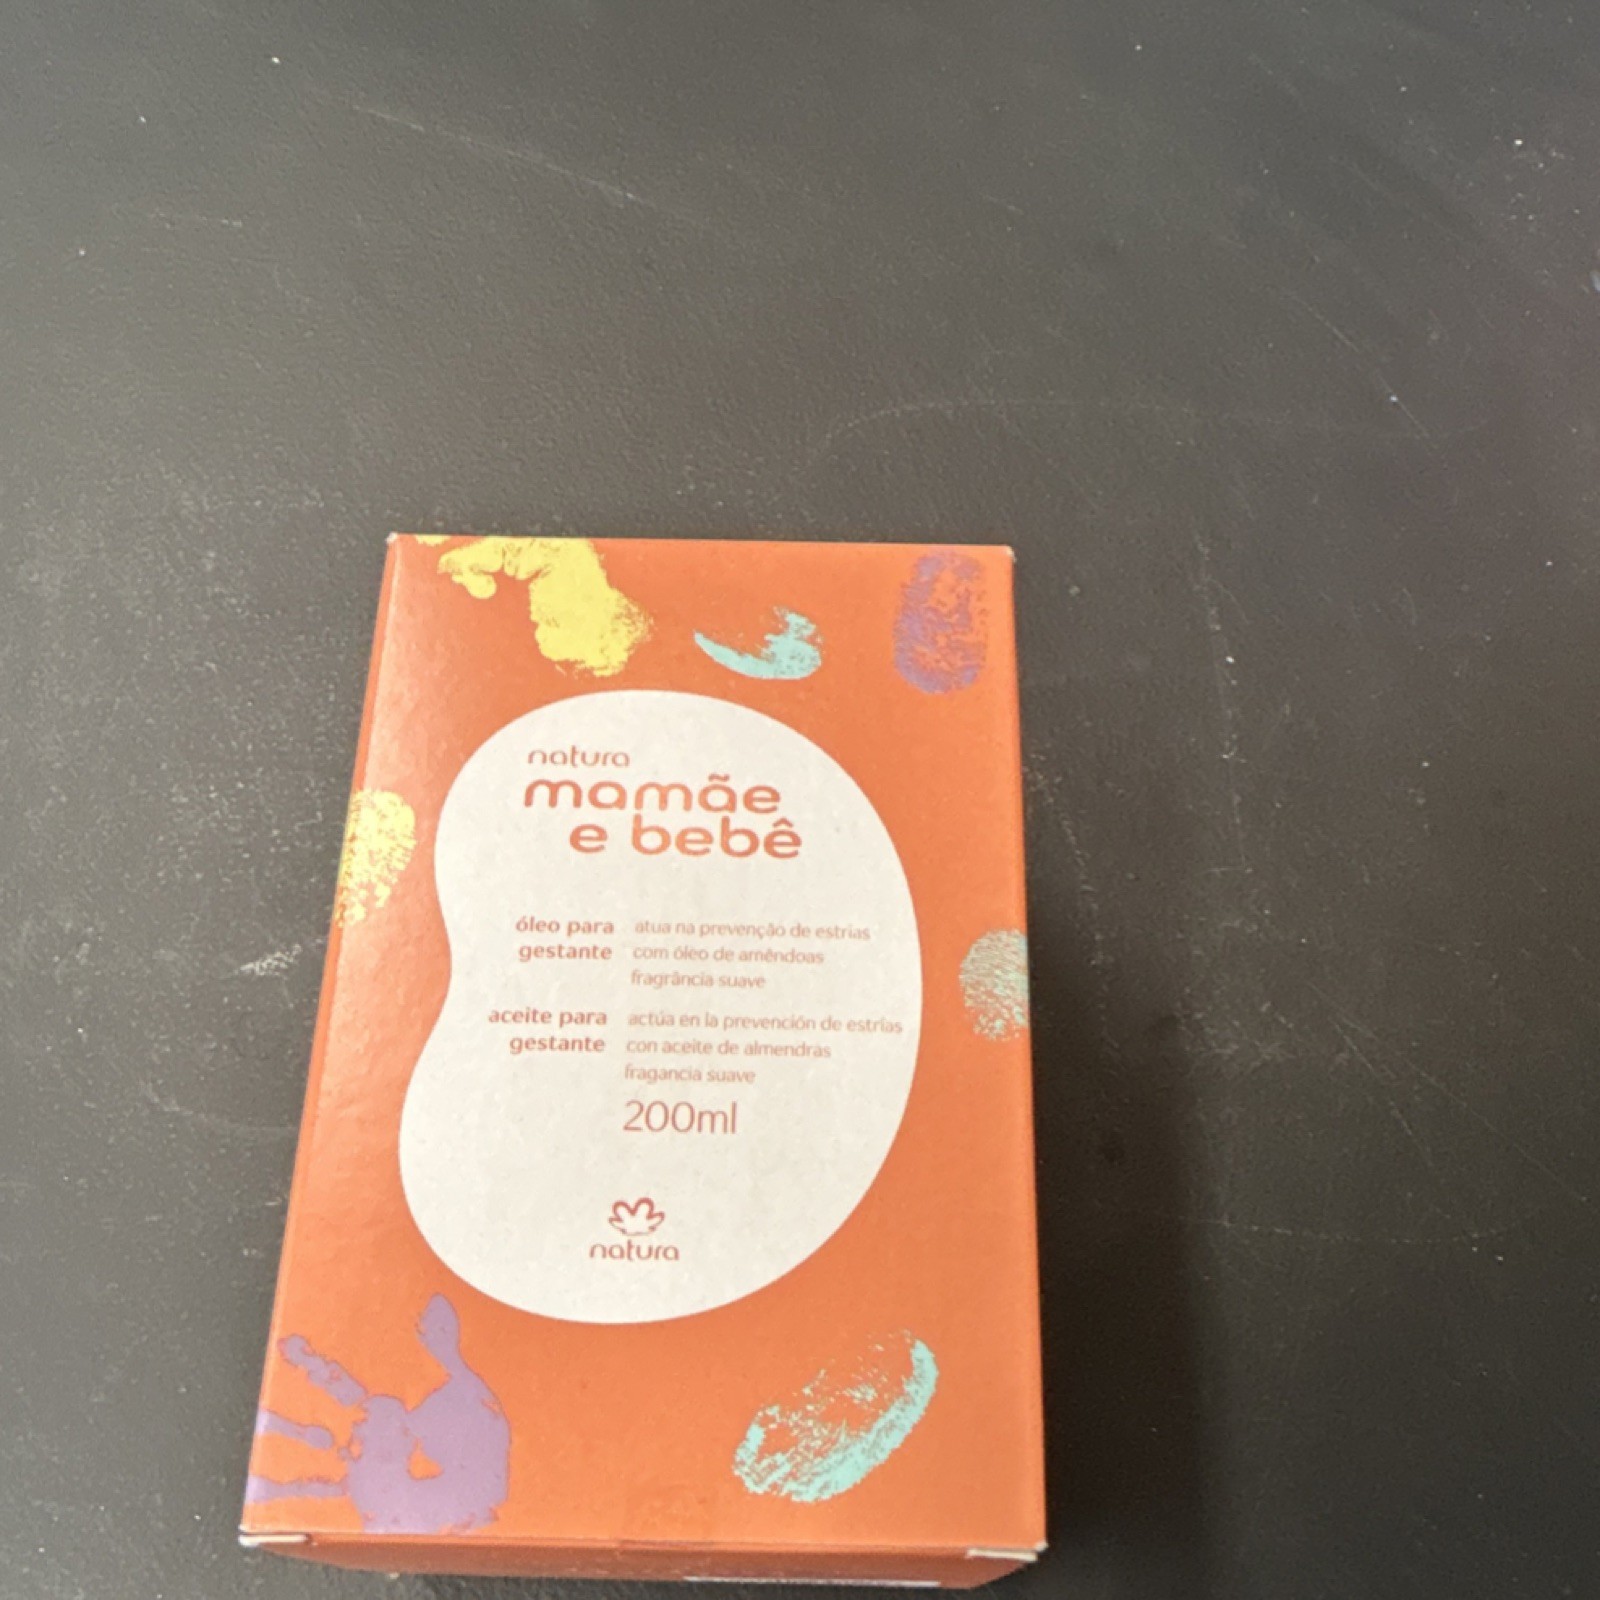 natura
mamãe
e bebê
óleo para gestante
atua na prevenção de estrias
com óleo de amêndoas
fragrância suave
aceite para gestante
actúa en la prevención de estrías
con aceite de almendras
fragancia suave
200ml
natura